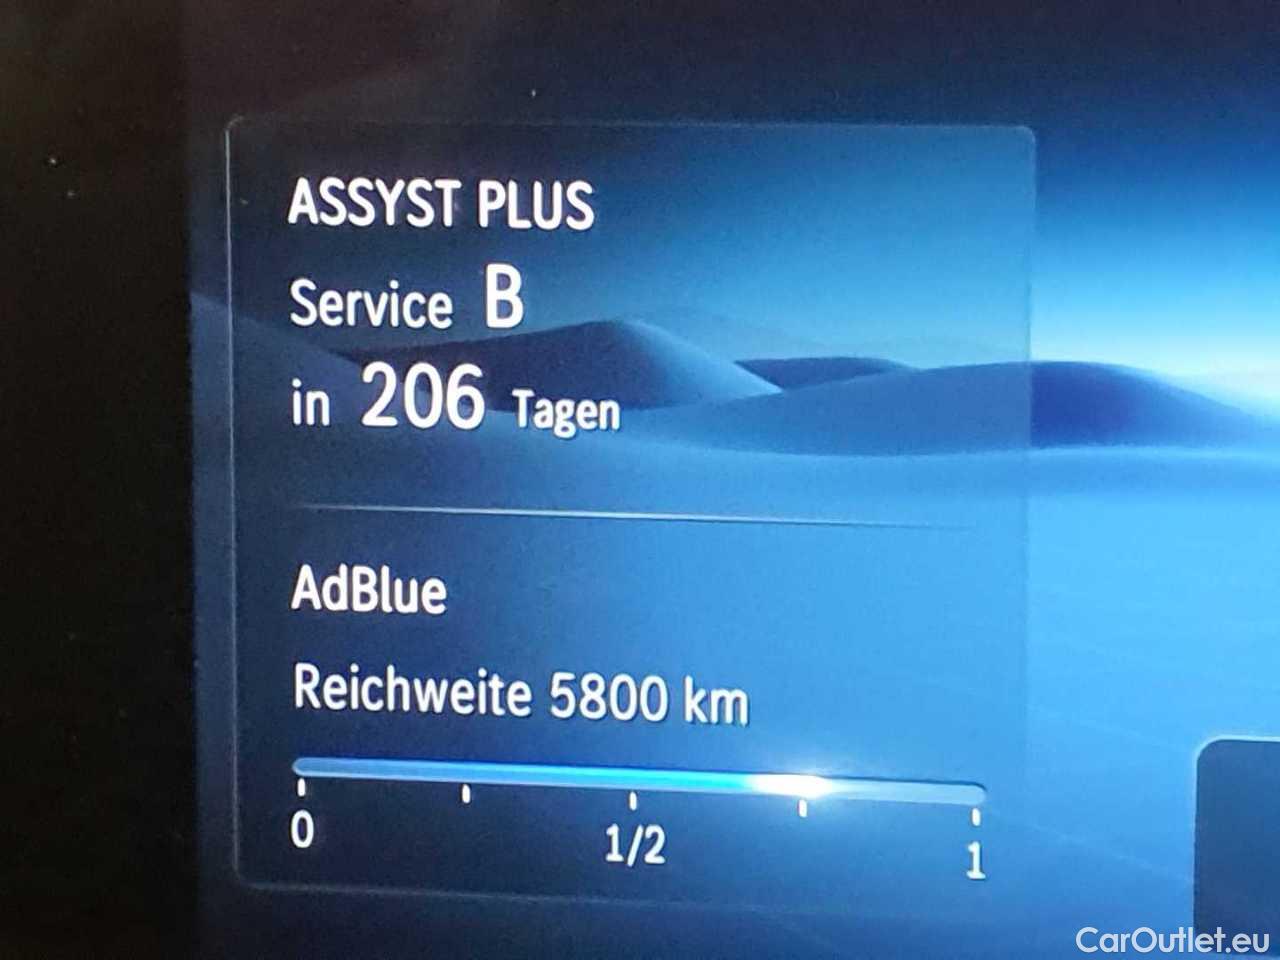 ASSYST PLUS
Service B
in 206 Tagen
AdBlue
Reichweite 5800 km
0 1/2 1
CarOutlet.eu